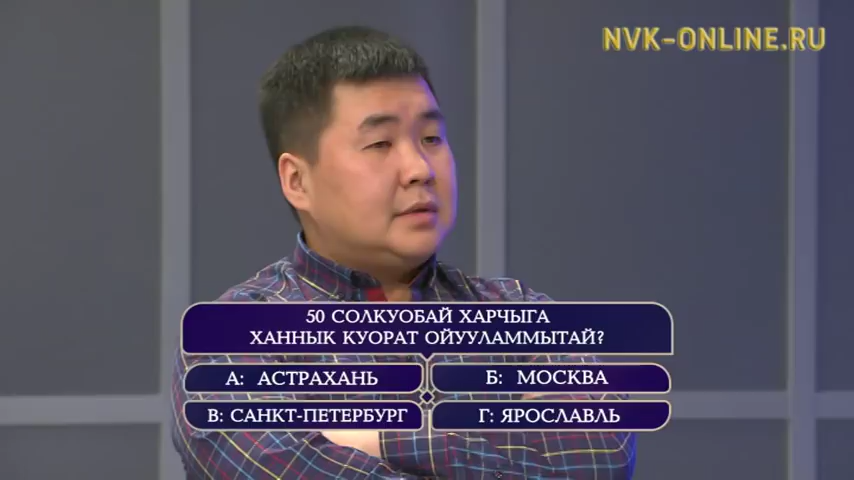 NVK-ONLINE.RU
50 СОЛКУОБАЙ ХАРЧЫГА
ХАННЫК КУОРАТ ОЙУУЛАММЫТАЙ?
А: АСТРАХАНЬ
Б: МОСКВА
В: САНКТ-ПЕТЕРБУРГ
Г: ЯРОСЛАВЛЬ